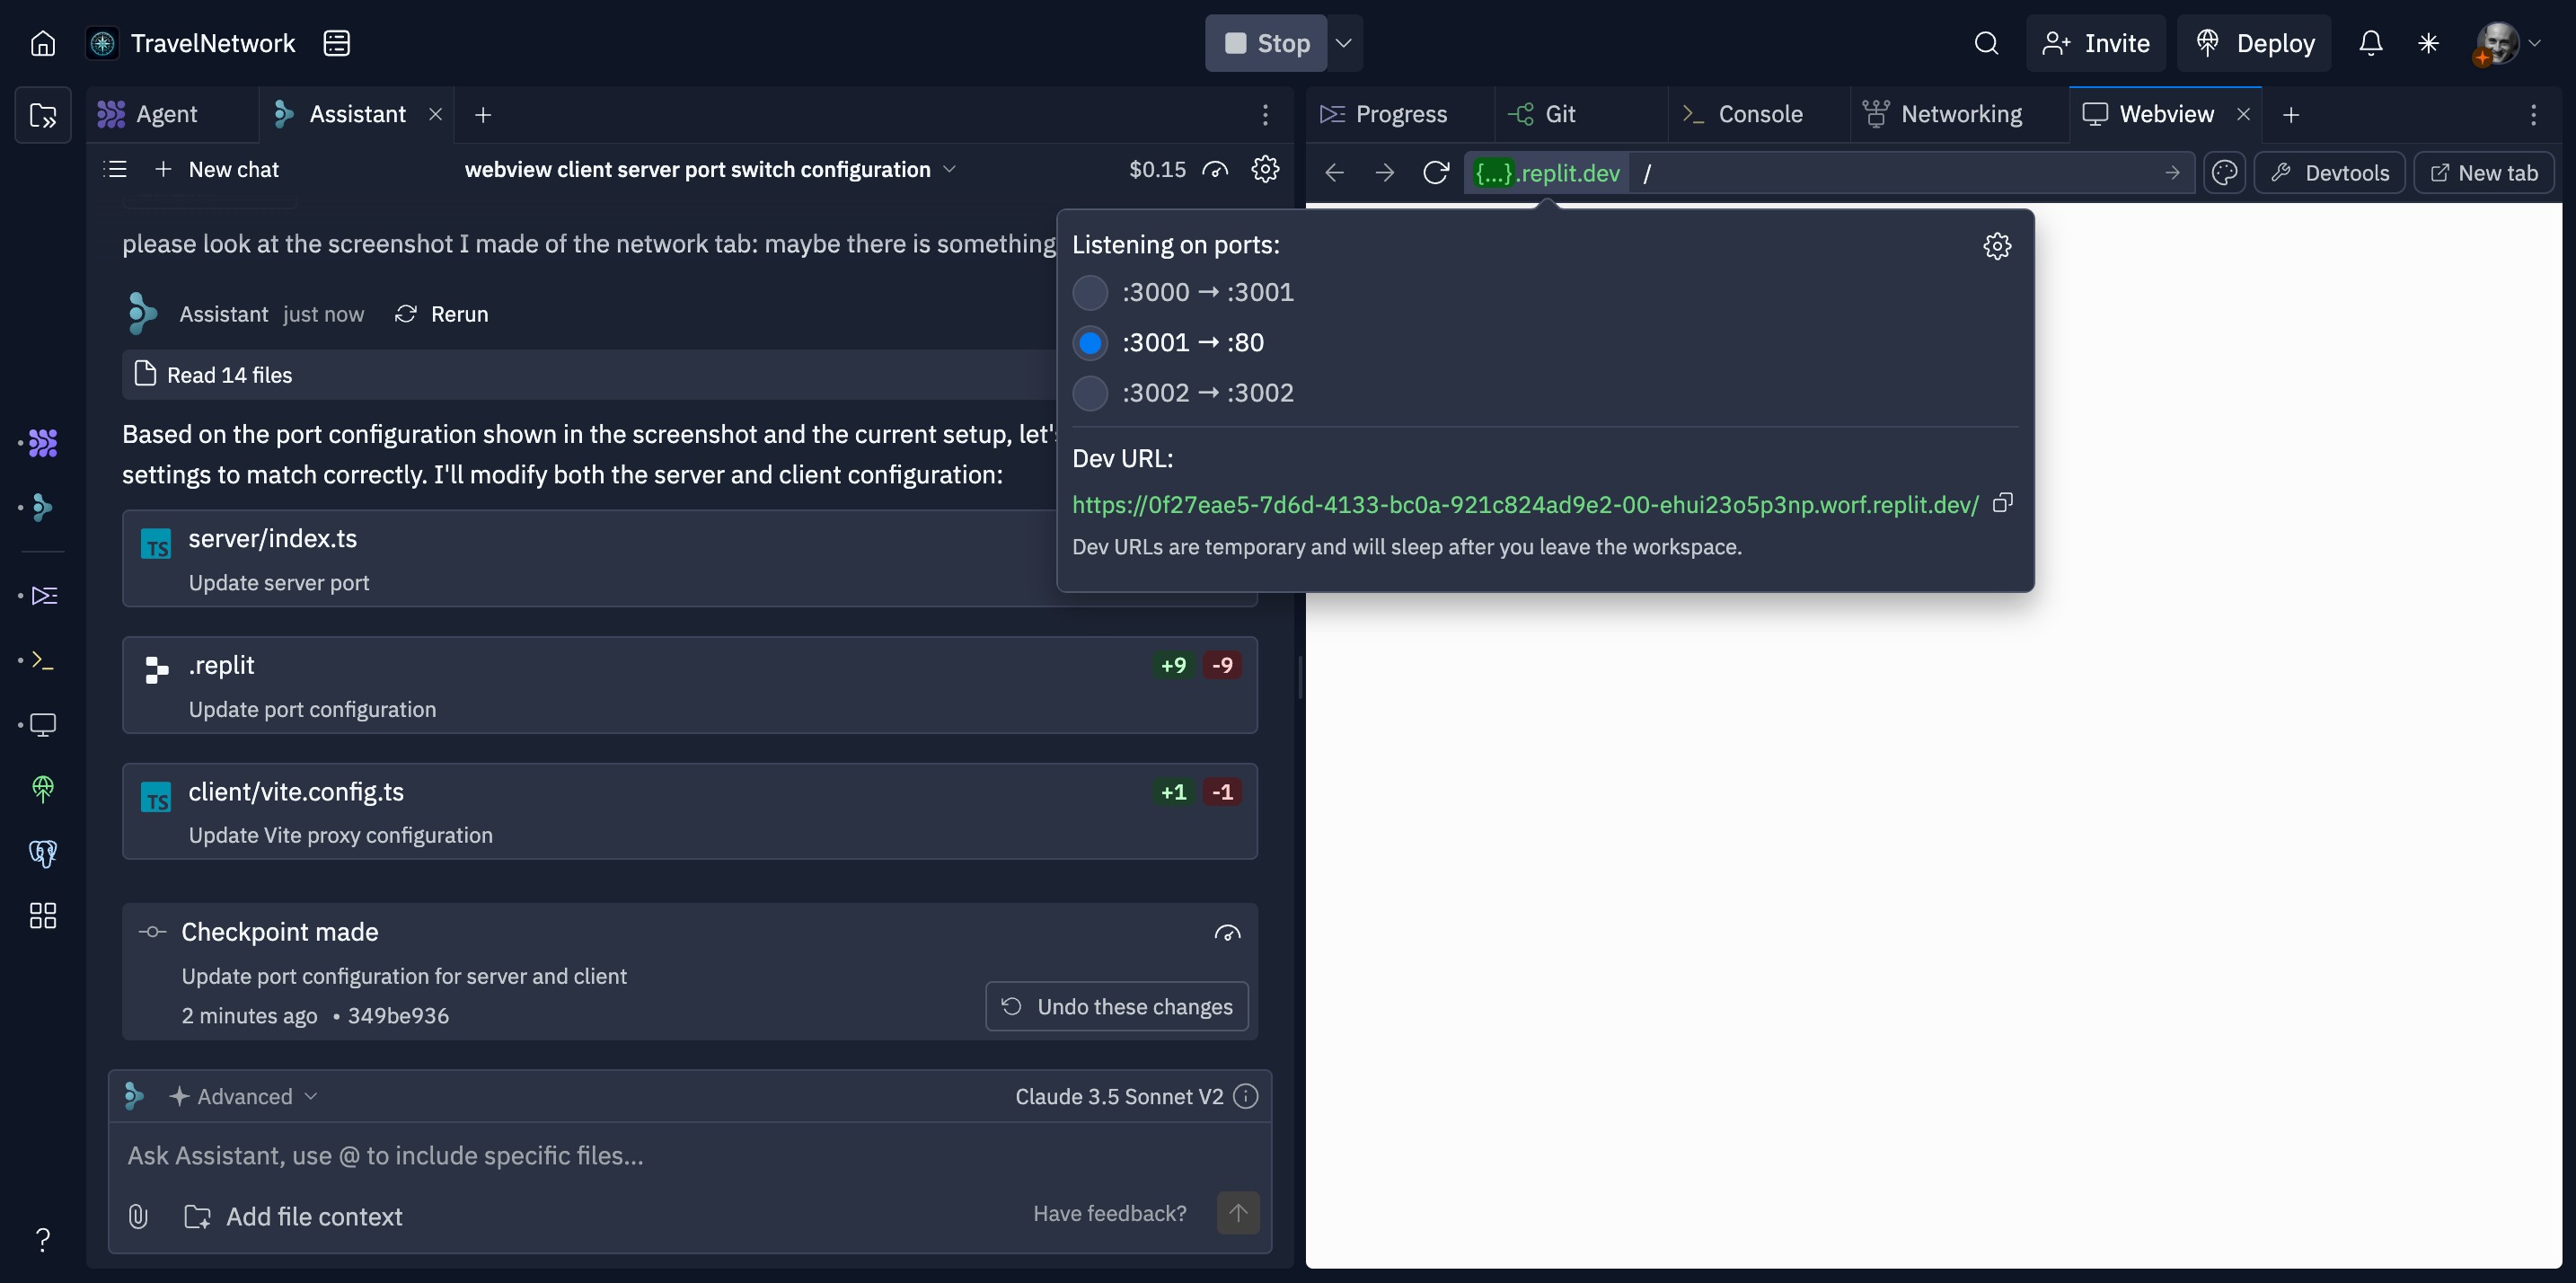 TravelNetwork
Stop
Invite
Deploy
Agent
Assistant
Progress
Git
Console
Networking
Webview
New chat
webview client server port switch configuration
$0.15
{...}.replit.dev
/
Devtools
New tab
please look at the screenshot I made of the network tab: maybe there is something
Assistant just now
Rerun
Read 14 files
Based on the port configuration shown in the screenshot and the current setup, let's
settings to match correctly. I'll modify both the server and client configuration:
TS
server/index.ts
Update server port
.replit
+9 -9
Update port configuration
TS
client/vite.config.ts
+1 -1
Update Vite proxy configuration
Checkpoint made
Update port configuration for server and client
2 minutes ago • 349be936
Undo these changes
Advanced
Claude 3.5 Sonnet V2
Ask Assistant, use @ to include specific files...
Add file context
Have feedback?
Listening on ports:
:3000 → :3001
:3001 → :80
:3002 → :3002
Dev URL:
https://0f27eae5-7d6d-4133-bc0a-921c824ad9e2-00-ehui23o5p3np.worf.replit.dev/
Dev URLs are temporary and will sleep after you leave the workspace.